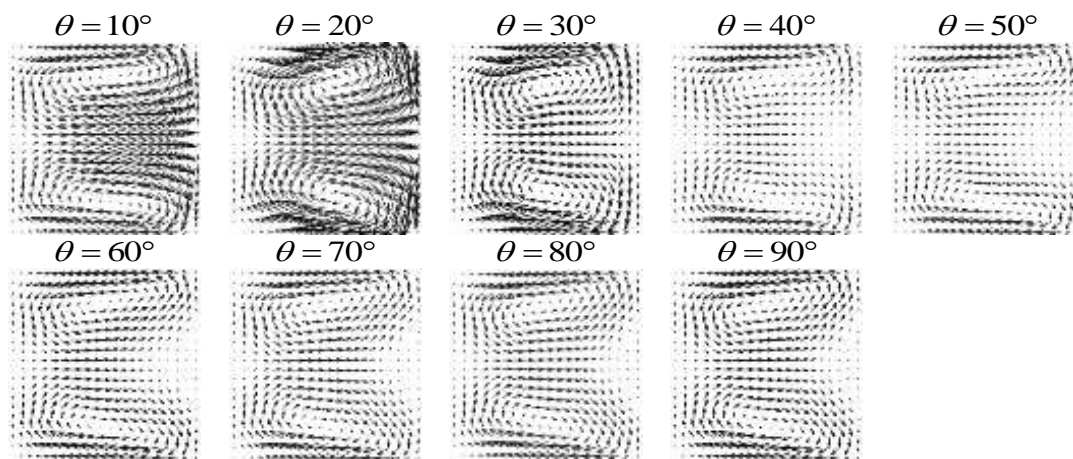 θ = 10° θ = 20° θ = 30° θ = 40° θ = 50°
θ = 60° θ = 70° θ = 80° θ = 90°